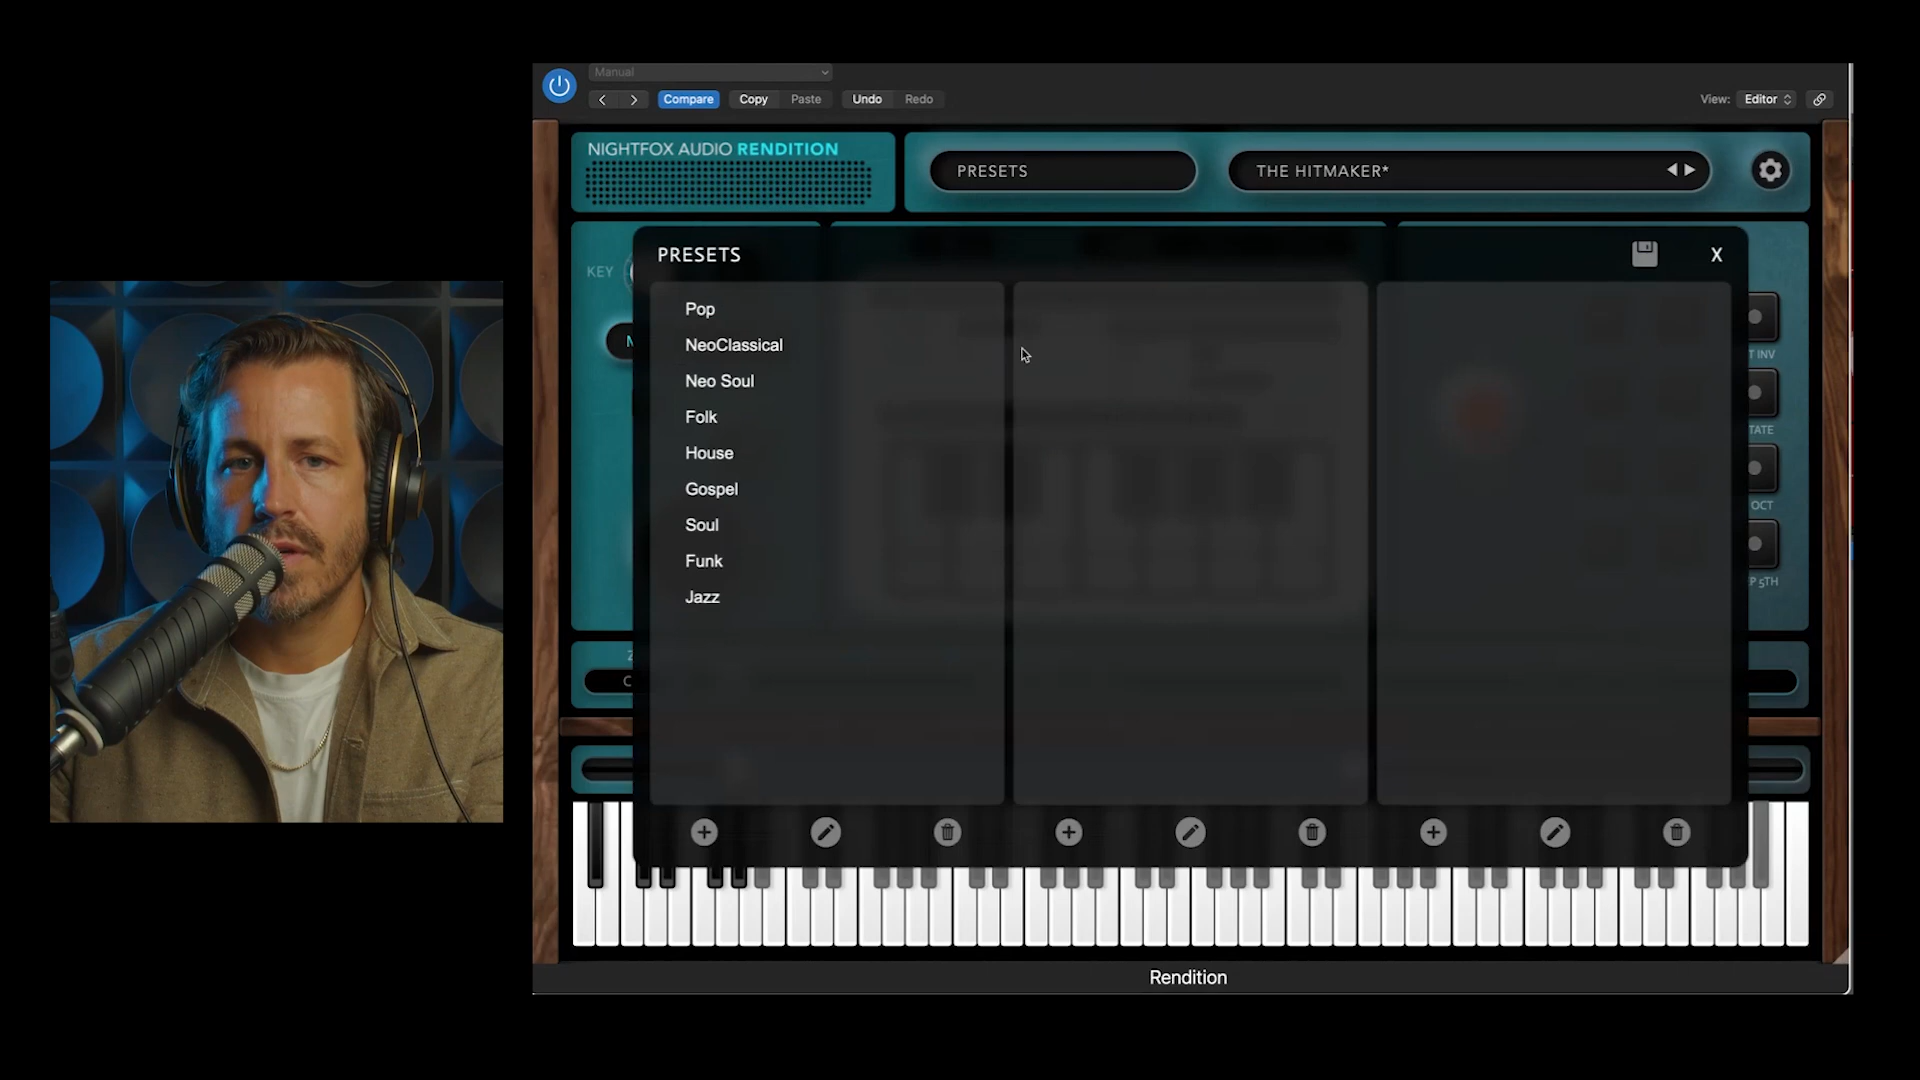 Manual
Compare Copy Paste Undo Redo View: Editor
NIGHTFOX AUDIO RENDITION
PRESETS
THE HITMAKER*
KEY
PRESETS
X
Pop
NeoClassical
Neo Soul
Folk
House
Gospel
Soul
Funk
Jazz
T INV
TATE
OCT
P 5TH
Rendition